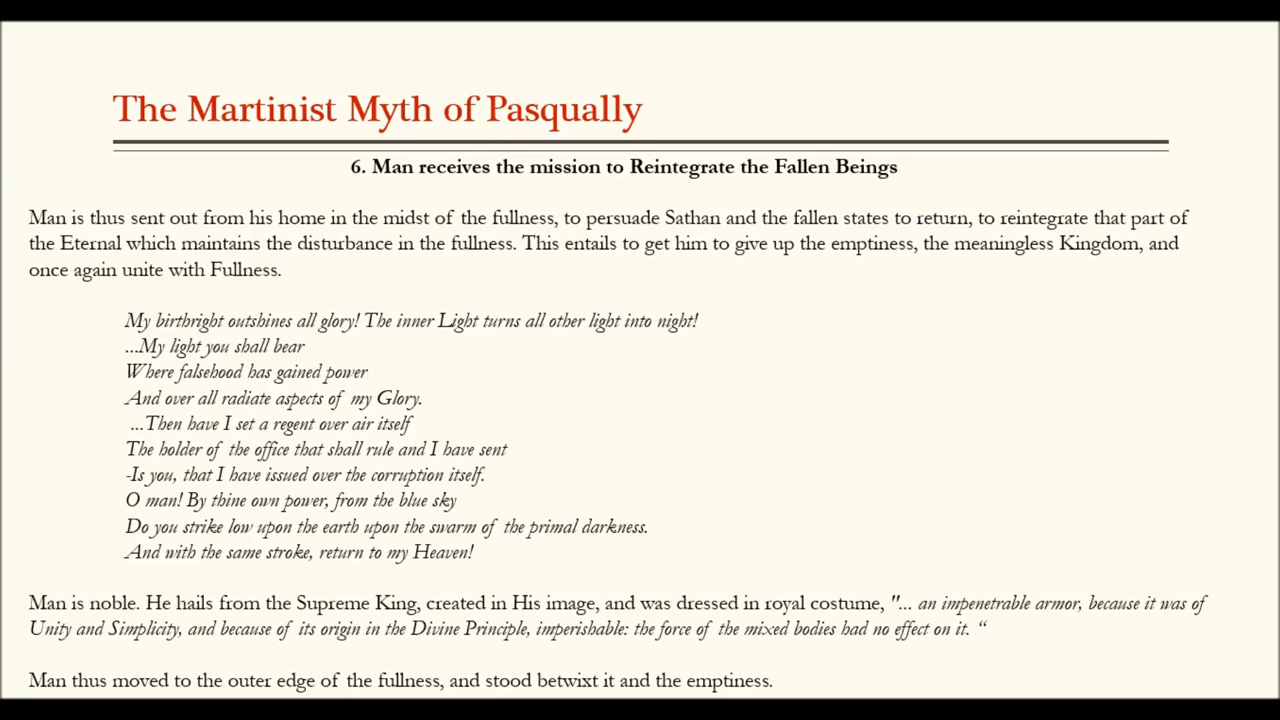 The Martinist Myth of Pasqually
6. Man receives the mission to Reintegrate the Fallen Beings
Man is thus sent out from his home in the midst of the fullness, to persuade Sathan and the fallen states to return, to reintegrate that part of
the Eternal which maintains the disturbance in the fullness. This entails to get him to give up the emptiness, the meaningless Kingdom, and
once again unite with Fullness.
My birthright outshines all glory! The inner Light turns all other light into night!
...My light you shall bear
Where falsehood has gained power
And over all radiate aspects of my Glory.
...Then have I set a regent over air itself
The holder of the office that shall rule and I have sent
-Is you, that I have issued over the corruption itself.
O man! By thine own power, from the blue sky
Do you strike low upon the earth upon the swarm of the primal darkness.
And with the same stroke, return to my Heaven!
Man is noble. He hails from the Supreme King, created in His image, and was dressed in royal costume, "... an impenetrable armor, because it was of
Unity and Simplicity, and because of its origin in the Divine Principle, imperishable: the force of the mixed bodies had no effect on it. “
Man thus moved to the outer edge of the fullness, and stood betwixt it and the emptiness.